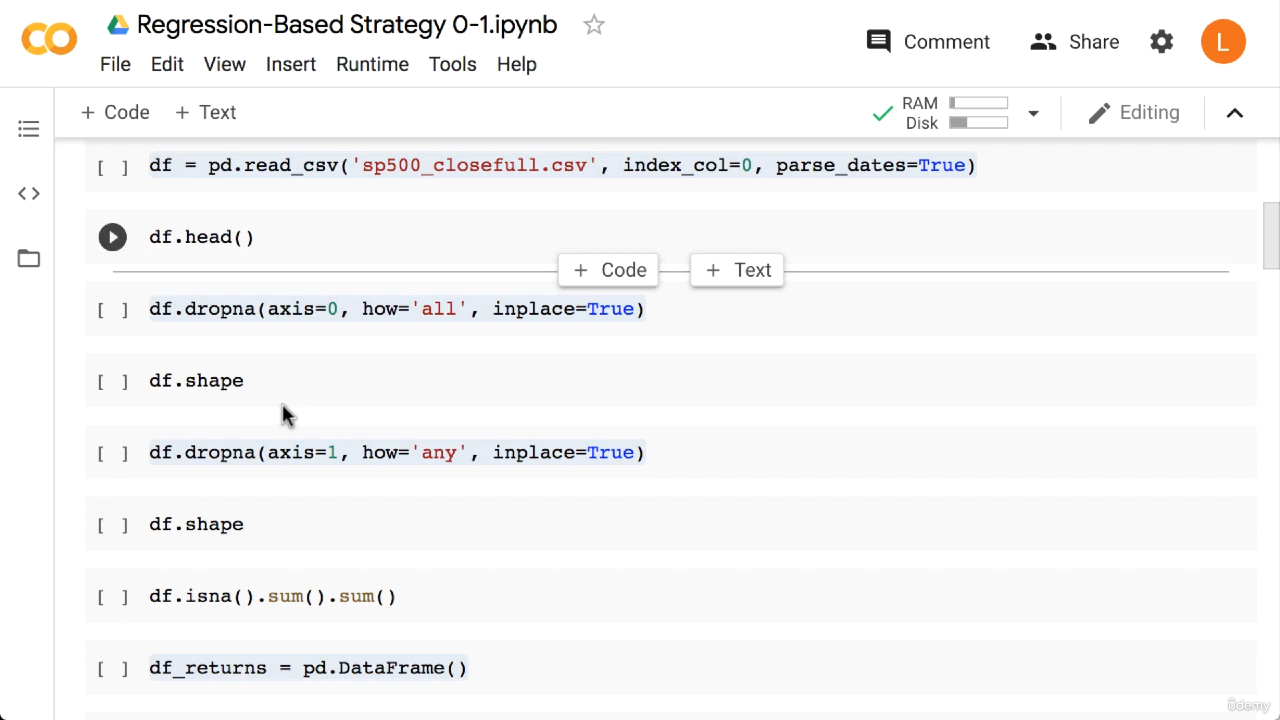 Regression-Based Strategy 0-1.ipynb
Comment
Share
L
File Edit View Insert Runtime Tools Help
+ Code + Text
RAM
Disk
Editing
[ ] df = pd.read_csv('sp500_closefull.csv', index_col=0, parse_dates=True)
df.head()
+ Code + Text
[ ] df.dropna(axis=0, how='all', inplace=True)
[ ] df.shape
[ ] df.dropna(axis=1, how='any', inplace=True)
[ ] df.shape
[ ] df.isna().sum().sum()
[ ] df_returns = pd.DataFrame()
ûdemy